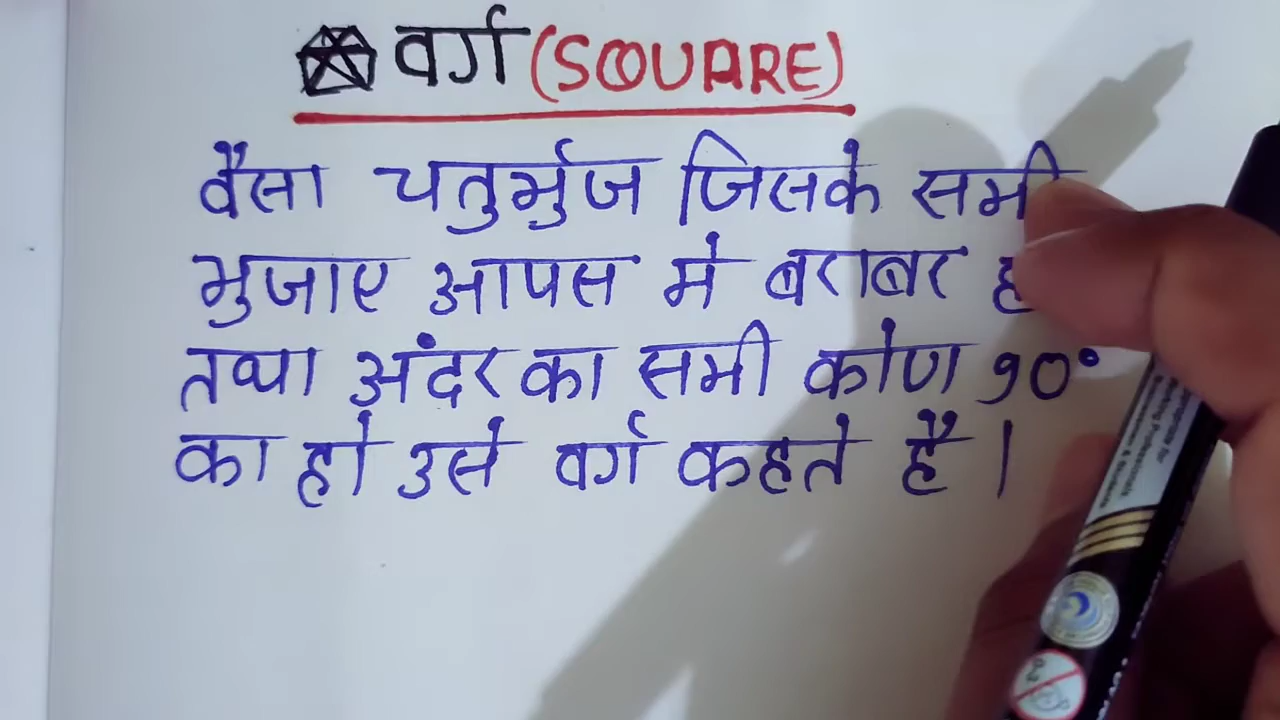 वर्ग (SQUARE)
वैसा चतुर्भुज जिसके सभी
भुजाए आपस मे बराबर
तथा अंदर का सभी कोण 90°
का हो उसे वर्ग कहते है।